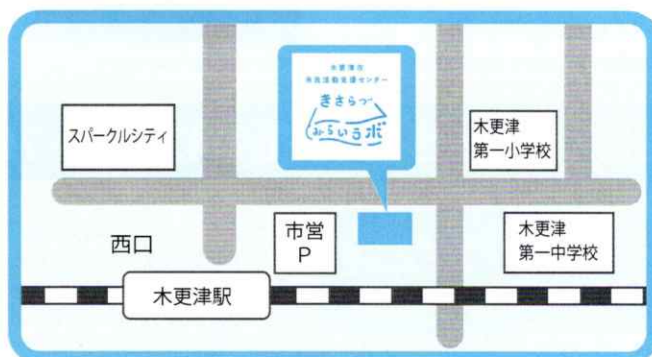 木更津市
市民活動支援センター
きさらづ
みらいラボ
スパークルシティ
木更津
第一小学校
西口
市営
P
木更津
第一中学校
木更津駅